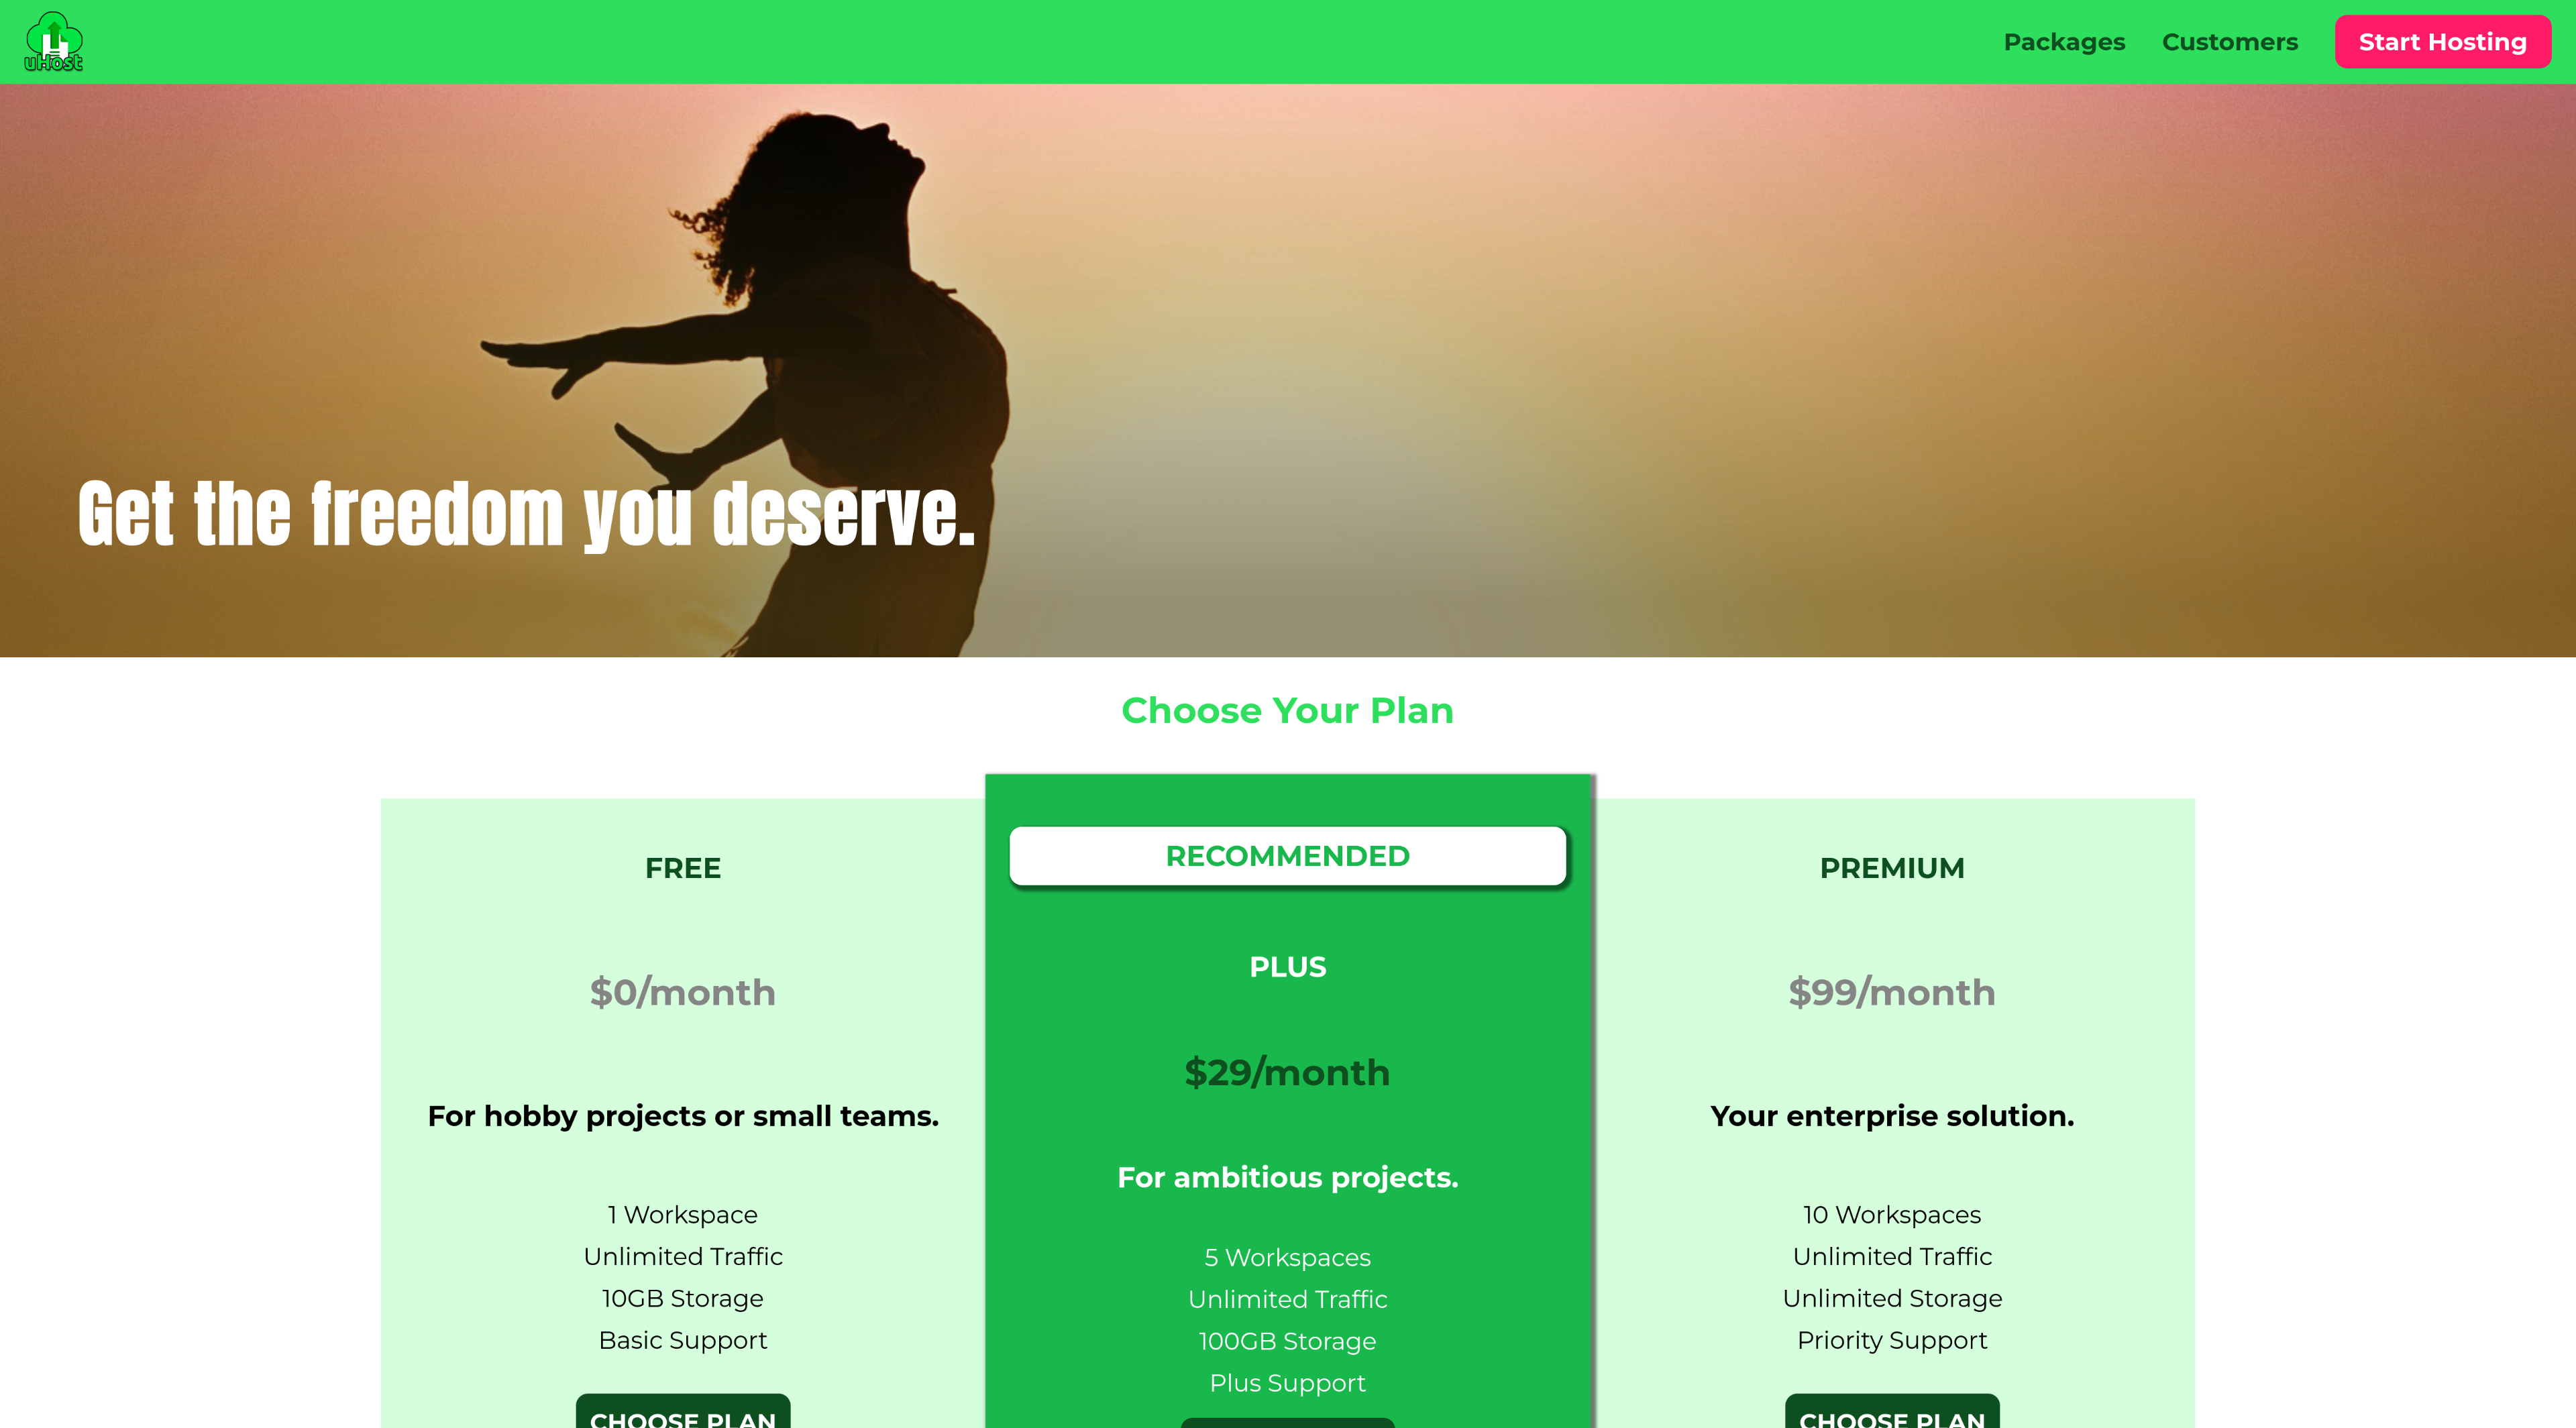 uHost
Packages
Customers
Start Hosting
Get the freedom you deserve.
Choose Your Plan
FREE
$0/month
For hobby projects or small teams.
1 Workspace
Unlimited Traffic
10GB Storage
Basic Support
CHOOSE PLAN
RECOMMENDED
PLUS
$29/month
For ambitious projects.
5 Workspaces
Unlimited Traffic
100GB Storage
Plus Support
PREMIUM
$99/month
Your enterprise solution.
10 Workspaces
Unlimited Traffic
Unlimited Storage
Priority Support
CHOOSE PLAN